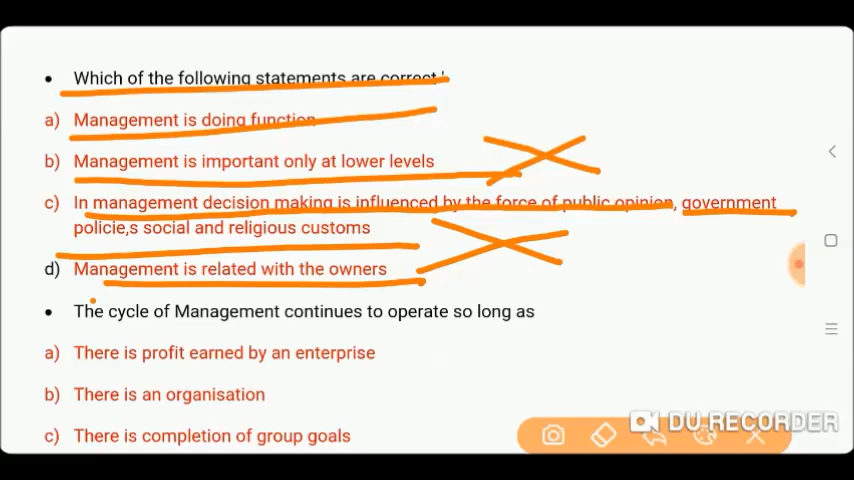 • Which of the following statements are correct '
a) Management is doing function
b) Management is important only at lower levels
c) In management decision making is influenced by the force of public opinion, government
policie,s social and religious customs
d) Management is related with the owners
• The cycle of Management continues to operate so long as
a) There is profit earned by an enterprise
b) There is an organisation
c) There is completion of group goals
DU RECORDER